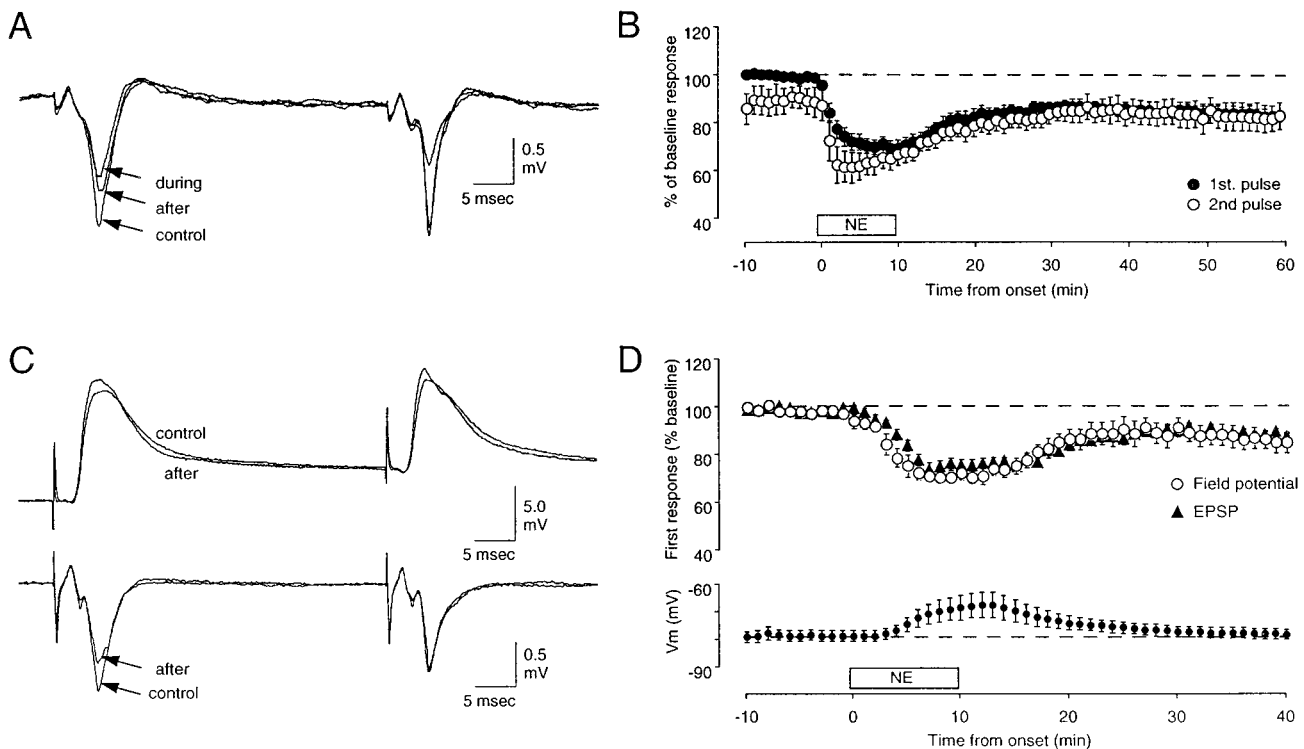 A
during
after
control
0.5
mV
5 msec
0.5
mV
5 msec
B
120
100
80
60
40
% of baseline response
1st. pulse
2nd pulse
NE
-10
0
10
20
30
40
50
60
Time from onset (min)
C
control
after
5.0
mV
5 msec
after
control
0.5
mV
5 msec
D
120
100
80
60
40
First response (% baseline)
Field potential
EPSP
-60
-90
Vm (mV)
NE
-10
0
10
20
30
40
Time from onset (min)